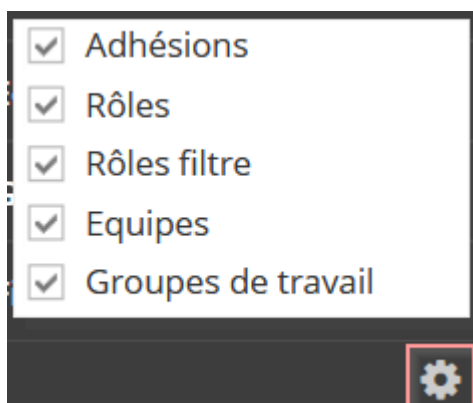 Adhésions
Rôles
Rôles filtre
Equipes
Groupes de travail